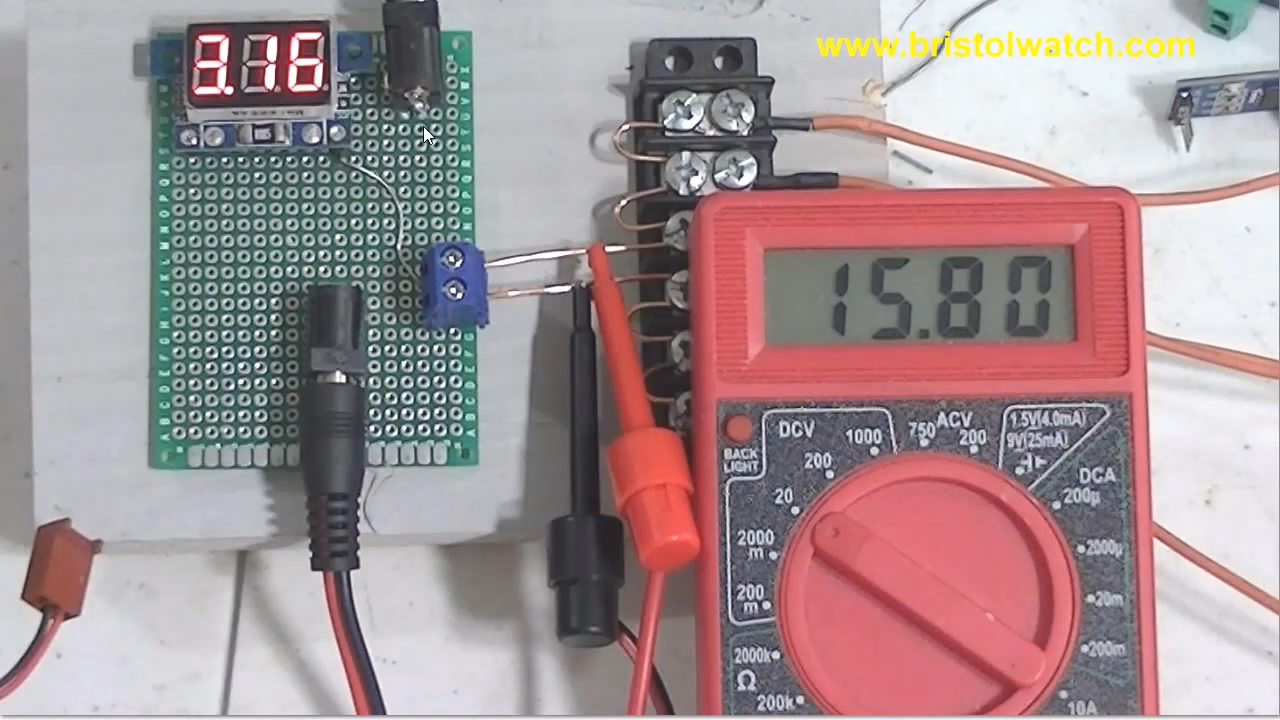 www.bristolwatch.com
3.16
15.80
BACK
LIGHT
DCV
1000
200
20
2000
m
200
m
2000k
Ω
200k
750
ACV
200
1.5V(4.0mA)
9V(25mA)
DCA
200μ
2000μ
20m
200m
10A